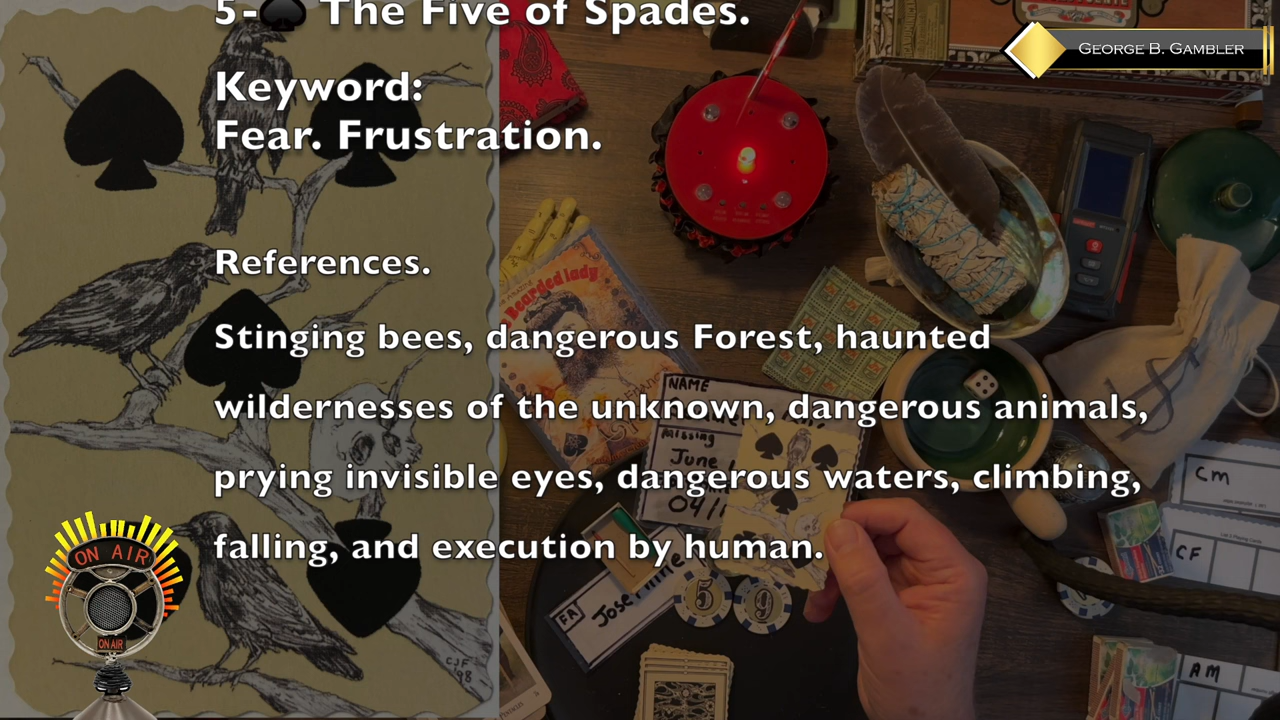 5-♠ The Five of Spades.
GEORGE B. GAMBLER
Keyword:
Fear. Frustration.
References.
Stinging bees, dangerous Forest, haunted
wildernesses of the unknown, dangerous animals,
prying invisible eyes, dangerous waters, climbing,
falling, and execution by human.
Bearded Lady
NAME
Missing
June
04/
FA
Josephine
5
9
CM
CF
AM
ON AIR
ON AIR
CJF
'98